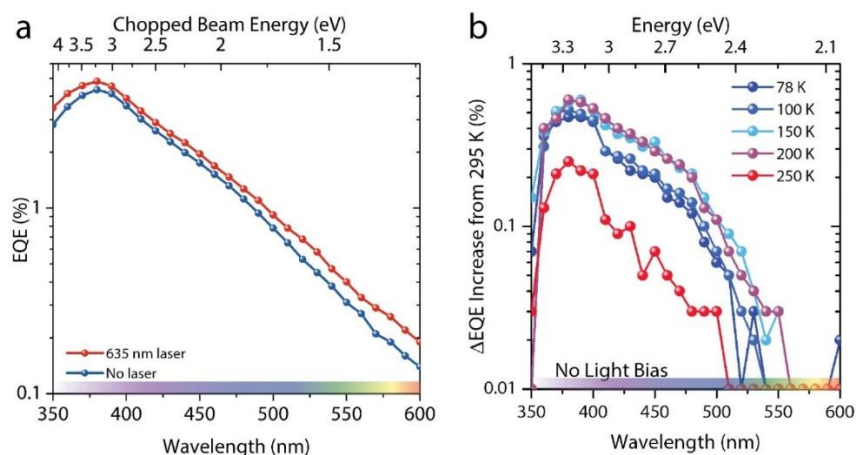 a
Chopped Beam Energy (eV)
4 3.5 3 2.5 2 1.5
EQE (%)
1
0.1
635 nm laser
No laser
350 400 450 500 550 600
Wavelength (nm)
b
Energy (eV)
3.3 3 2.7 2.4 2.1
ΔEQE Increase from 295 K (%)
1
0.1
0.01
78 K
100 K
150 K
200 K
250 K
No Light Bias
350 400 450 500 550 600
Wavelength (nm)